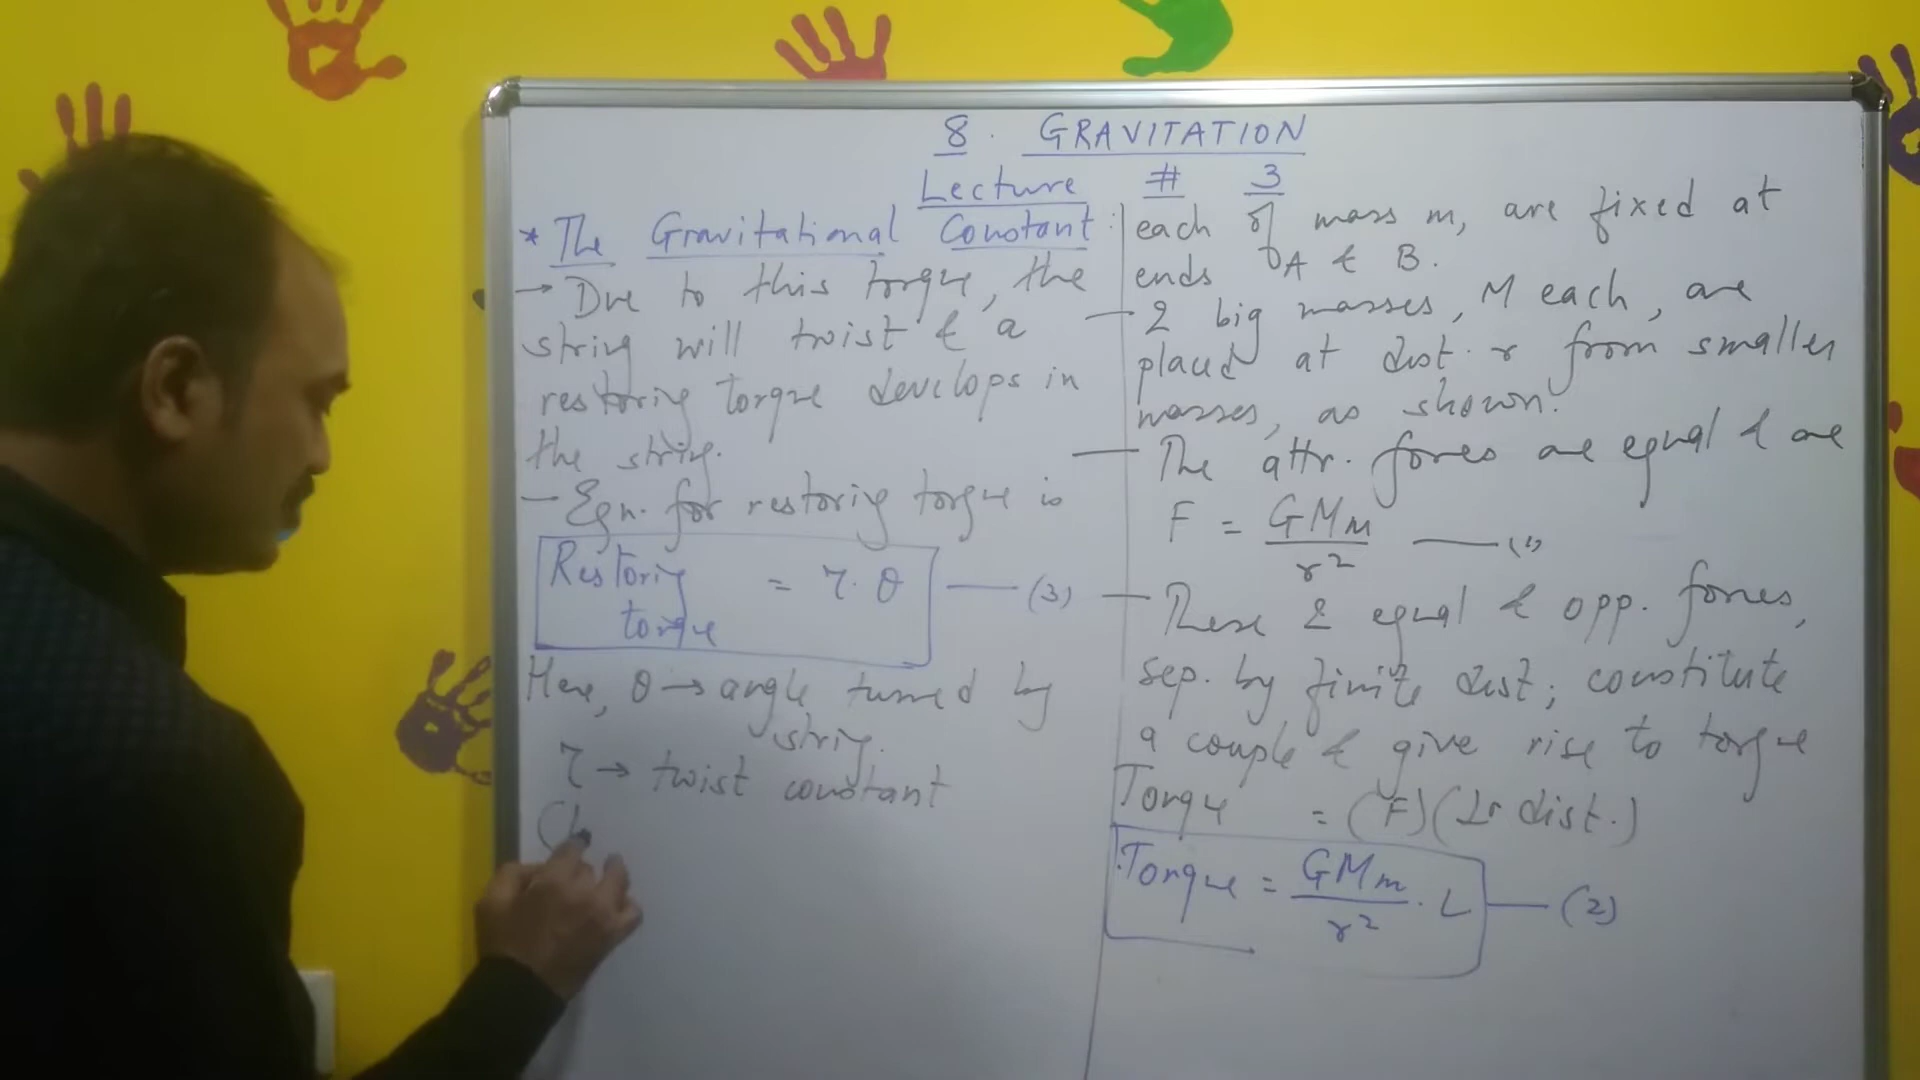 8. GRAVITATION
Lecture # 3
* The Gravitational Constant :
→ Due to this torque, the
string will twist & a
restoring torque develops in
the string.
— Eqn. for restoring torque is
Restoring torque = τ. θ —— (3)
Here, θ → angle turned by
string.
τ → twist constant
(
each of mass m, are fixed at
ends A & B.
— 2 big masses, M each, are
placed at dist. r from smaller
masses, as shown.
— The attr. forces are equal & are
F = GMm / r² —— (1)
— These 2 equal & opp. forces,
sep. by finite dist; constitute
a couple & give rise to torque
Torque = (F)(⊥r dist.)
Torque = GMm / r² . L —— (2)